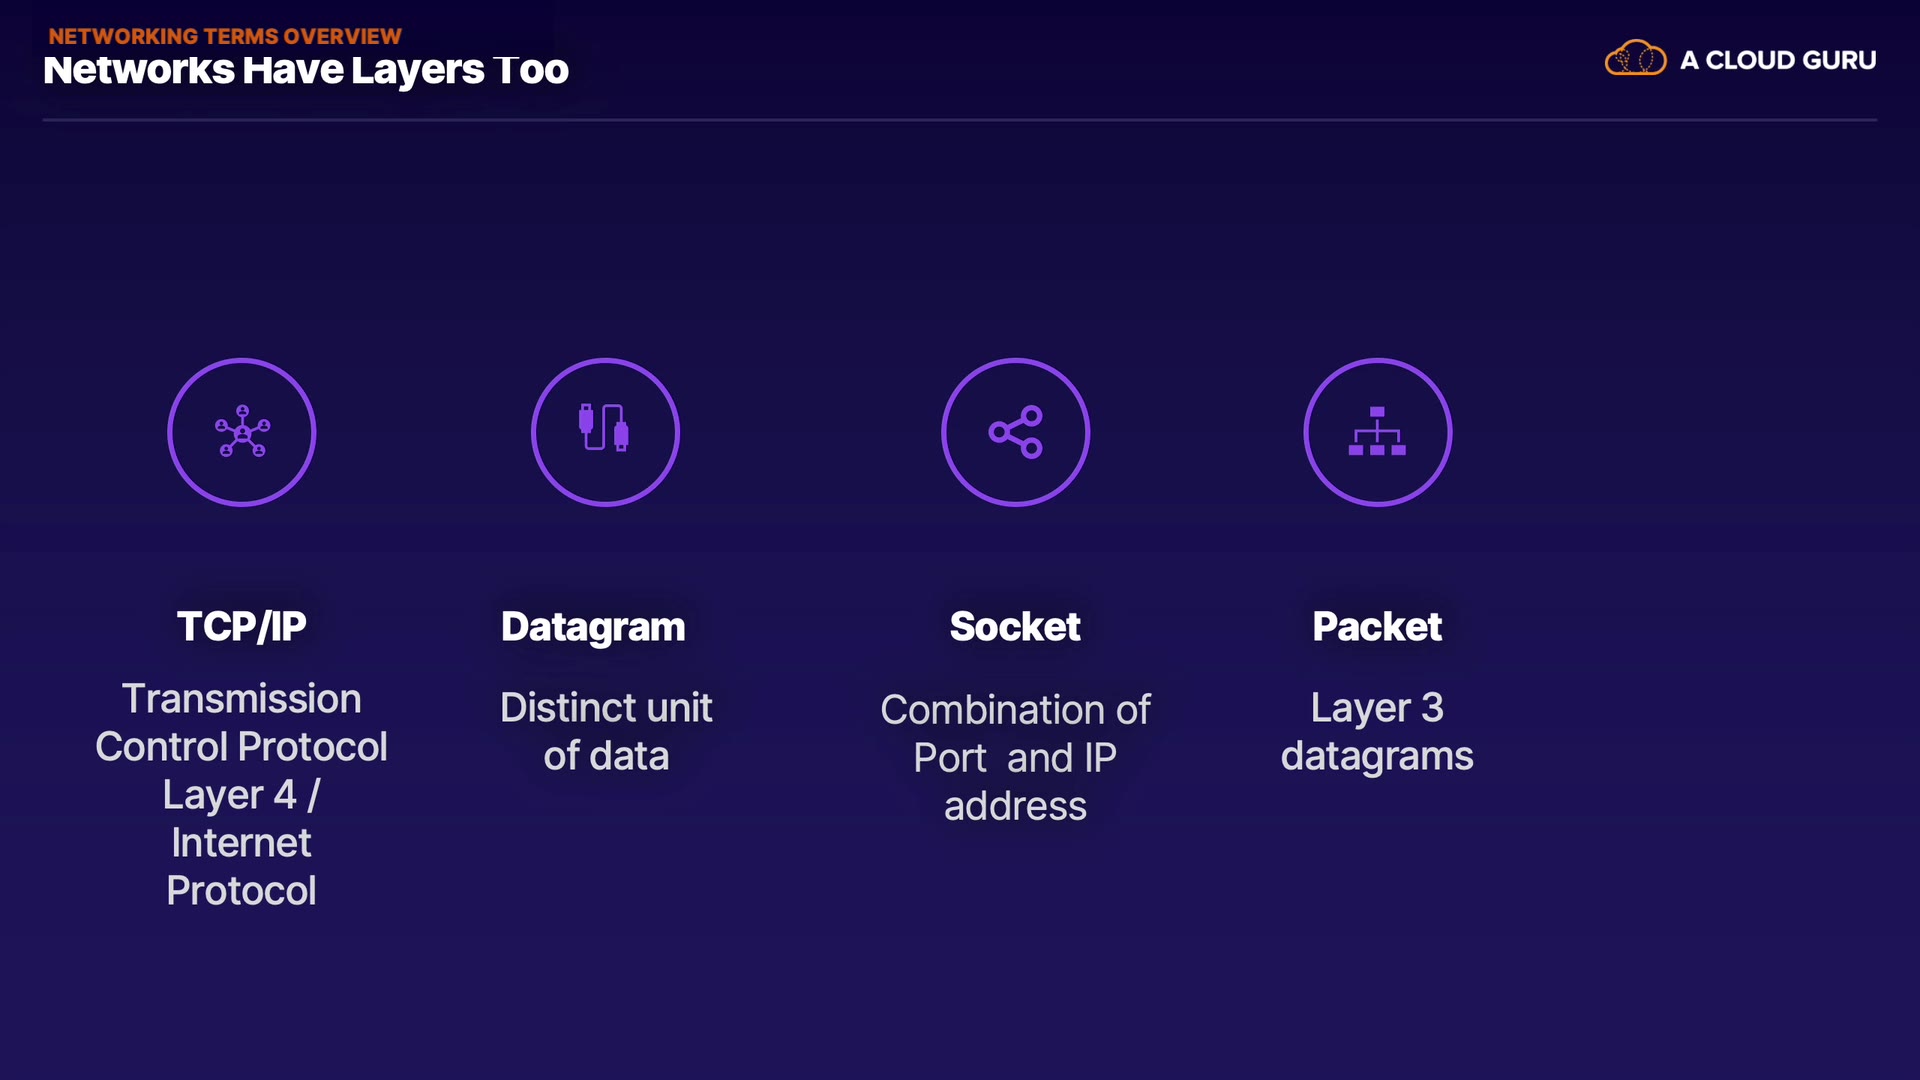 NETWORKING TERMS OVERVIEW
Networks Have Layers Too
A CLOUD GURU
TCP/IP
Transmission
Control Protocol
Layer 4 /
Internet
Protocol
Datagram
Distinct unit
of data
Socket
Combination of
Port  and IP
address
Packet
Layer 3
datagrams